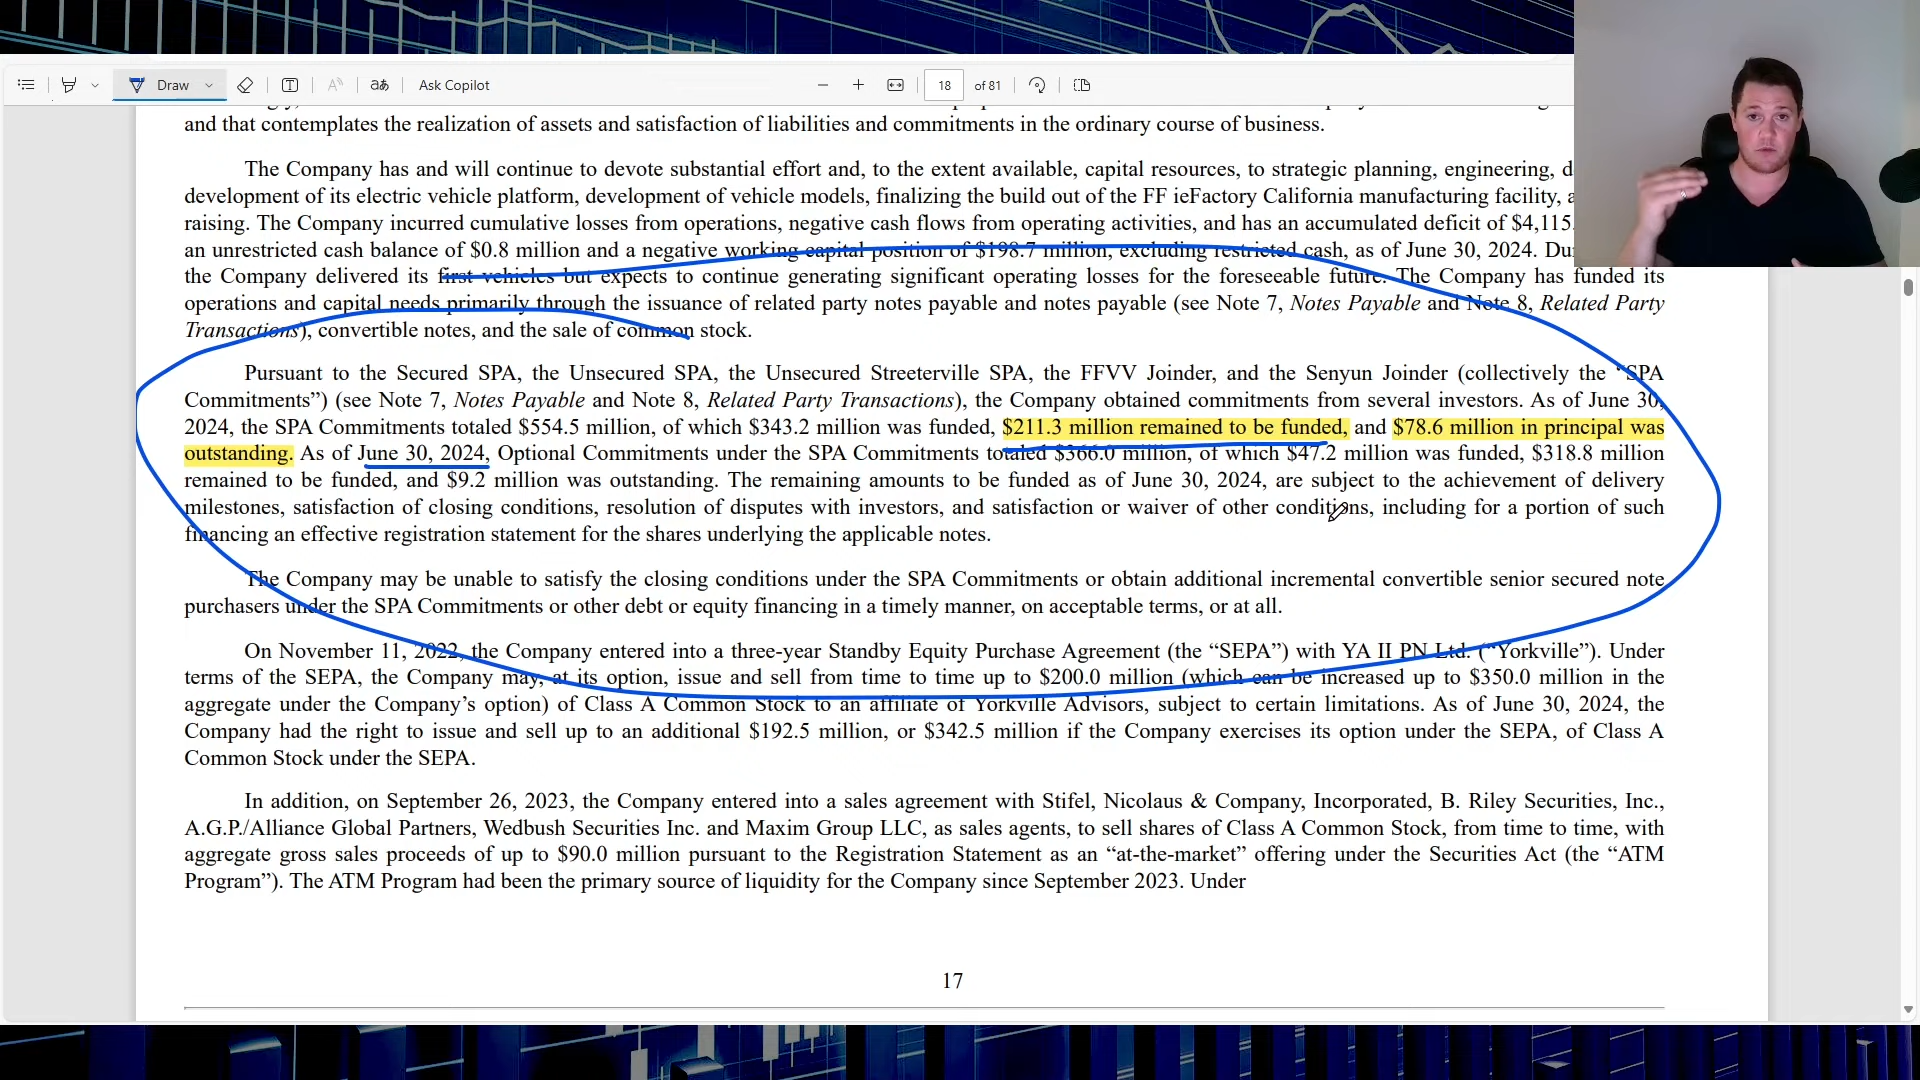 Draw
Ask Copilot
18 of 81
and that contemplates the realization of assets and satisfaction of liabilities and commitments in the ordinary course of business.
The Company has and will continue to devote substantial effort and, to the extent available, capital resources, to strategic planning, engineering, d
development of its electric vehicle platform, development of vehicle models, finalizing the build out of the FF ieFactory California manufacturing facility, a
raising. The Company incurred cumulative losses from operations, negative cash flows from operating activities, and has an accumulated deficit of $4,115.
an unrestricted cash balance of $0.8 million and a negative working capital position of $198.7 million, excluding restricted cash, as of June 30, 2024. Du
the Company delivered its first vehicles but expects to continue generating significant operating losses for the foreseeable future. The Company has funded its
operations and capital needs primarily through the issuance of related party notes payable and notes payable (see Note 7, Notes Payable and Note 8, Related Party
Transactions), convertible notes, and the sale of common stock.
Pursuant to the Secured SPA, the Unsecured SPA, the Unsecured Streeterville SPA, the FFVV Joinder, and the Senyun Joinder (collectively the “SPA
Commitments”) (see Note 7, Notes Payable and Note 8, Related Party Transactions), the Company obtained commitments from several investors. As of June 30,
2024, the SPA Commitments totaled $554.5 million, of which $343.2 million was funded, $211.3 million remained to be funded, and $78.6 million in principal was
outstanding. As of June 30, 2024, Optional Commitments under the SPA Commitments totaled $366.0 million, of which $47.2 million was funded, $318.8 million
remained to be funded, and $9.2 million was outstanding. The remaining amounts to be funded as of June 30, 2024, are subject to the achievement of delivery
milestones, satisfaction of closing conditions, resolution of disputes with investors, and satisfaction or waiver of other conditions, including for a portion of such
financing an effective registration statement for the shares underlying the applicable notes.
The Company may be unable to satisfy the closing conditions under the SPA Commitments or obtain additional incremental convertible senior secured note
purchasers under the SPA Commitments or other debt or equity financing in a timely manner, on acceptable terms, or at all.
On November 11, 2022, the Company entered into a three-year Standby Equity Purchase Agreement (the “SEPA”) with YA II PN Ltd. (“Yorkville”). Under
terms of the SEPA, the Company may, at its option, issue and sell from time to time up to $200.0 million (which can be increased up to $350.0 million in the
aggregate under the Company’s option) of Class A Common Stock to an affiliate of Yorkville Advisors, subject to certain limitations. As of June 30, 2024, the
Company had the right to issue and sell up to an additional $192.5 million, or $342.5 million if the Company exercises its option under the SEPA, of Class A
Common Stock under the SEPA.
In addition, on September 26, 2023, the Company entered into a sales agreement with Stifel, Nicolaus & Company, Incorporated, B. Riley Securities, Inc.,
A.G.P./Alliance Global Partners, Wedbush Securities Inc. and Maxim Group LLC, as sales agents, to sell shares of Class A Common Stock, from time to time, with
aggregate gross sales proceeds of up to $90.0 million pursuant to the Registration Statement as an “at-the-market” offering under the Securities Act (the “ATM
Program”). The ATM Program had been the primary source of liquidity for the Company since September 2023. Under
17